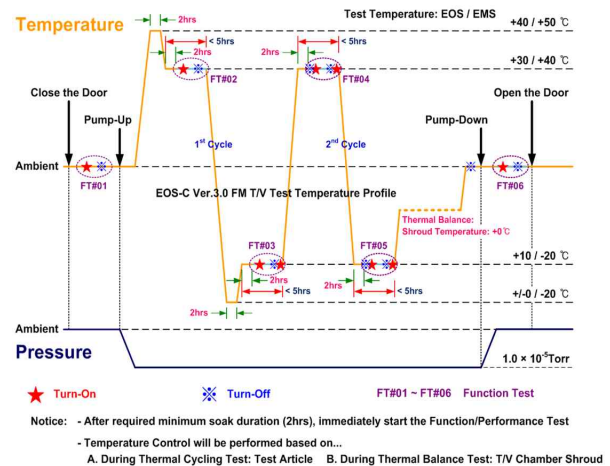 Temperature
2hrs
< 5hrs
2hrs
FT#02
Test Temperature: EOS / EMS
+40 / +50 ℃
2hrs
< 5hrs
+30 / +40 ℃
FT#04
Close the Door
Pump-Up
Pump-Down
Open the Door
1st Cycle
2nd Cycle
Ambient
FT#01
FT#06
EOS-C Ver.3.0 FM T/V Test Temperature Profile
Thermal Balance:
Shroud Temperature: +0℃
FT#03
FT#05
+10 / -20 ℃
2hrs
< 5hrs
2hrs
< 5hrs
+/-0 / -20 ℃
2hrs
Ambient
Pressure
1.0 × 10-5Torr
Turn-On
Turn-Off
FT#01 ~ FT#06 Function Test
Notice: - After required minimum soak duration (2hrs), immediately start the Function/Performance Test
- Temperature Control will be performed based on...
A. During Thermal Cycling Test: Test Article B. During Thermal Balance Test: T/V Chamber Shroud